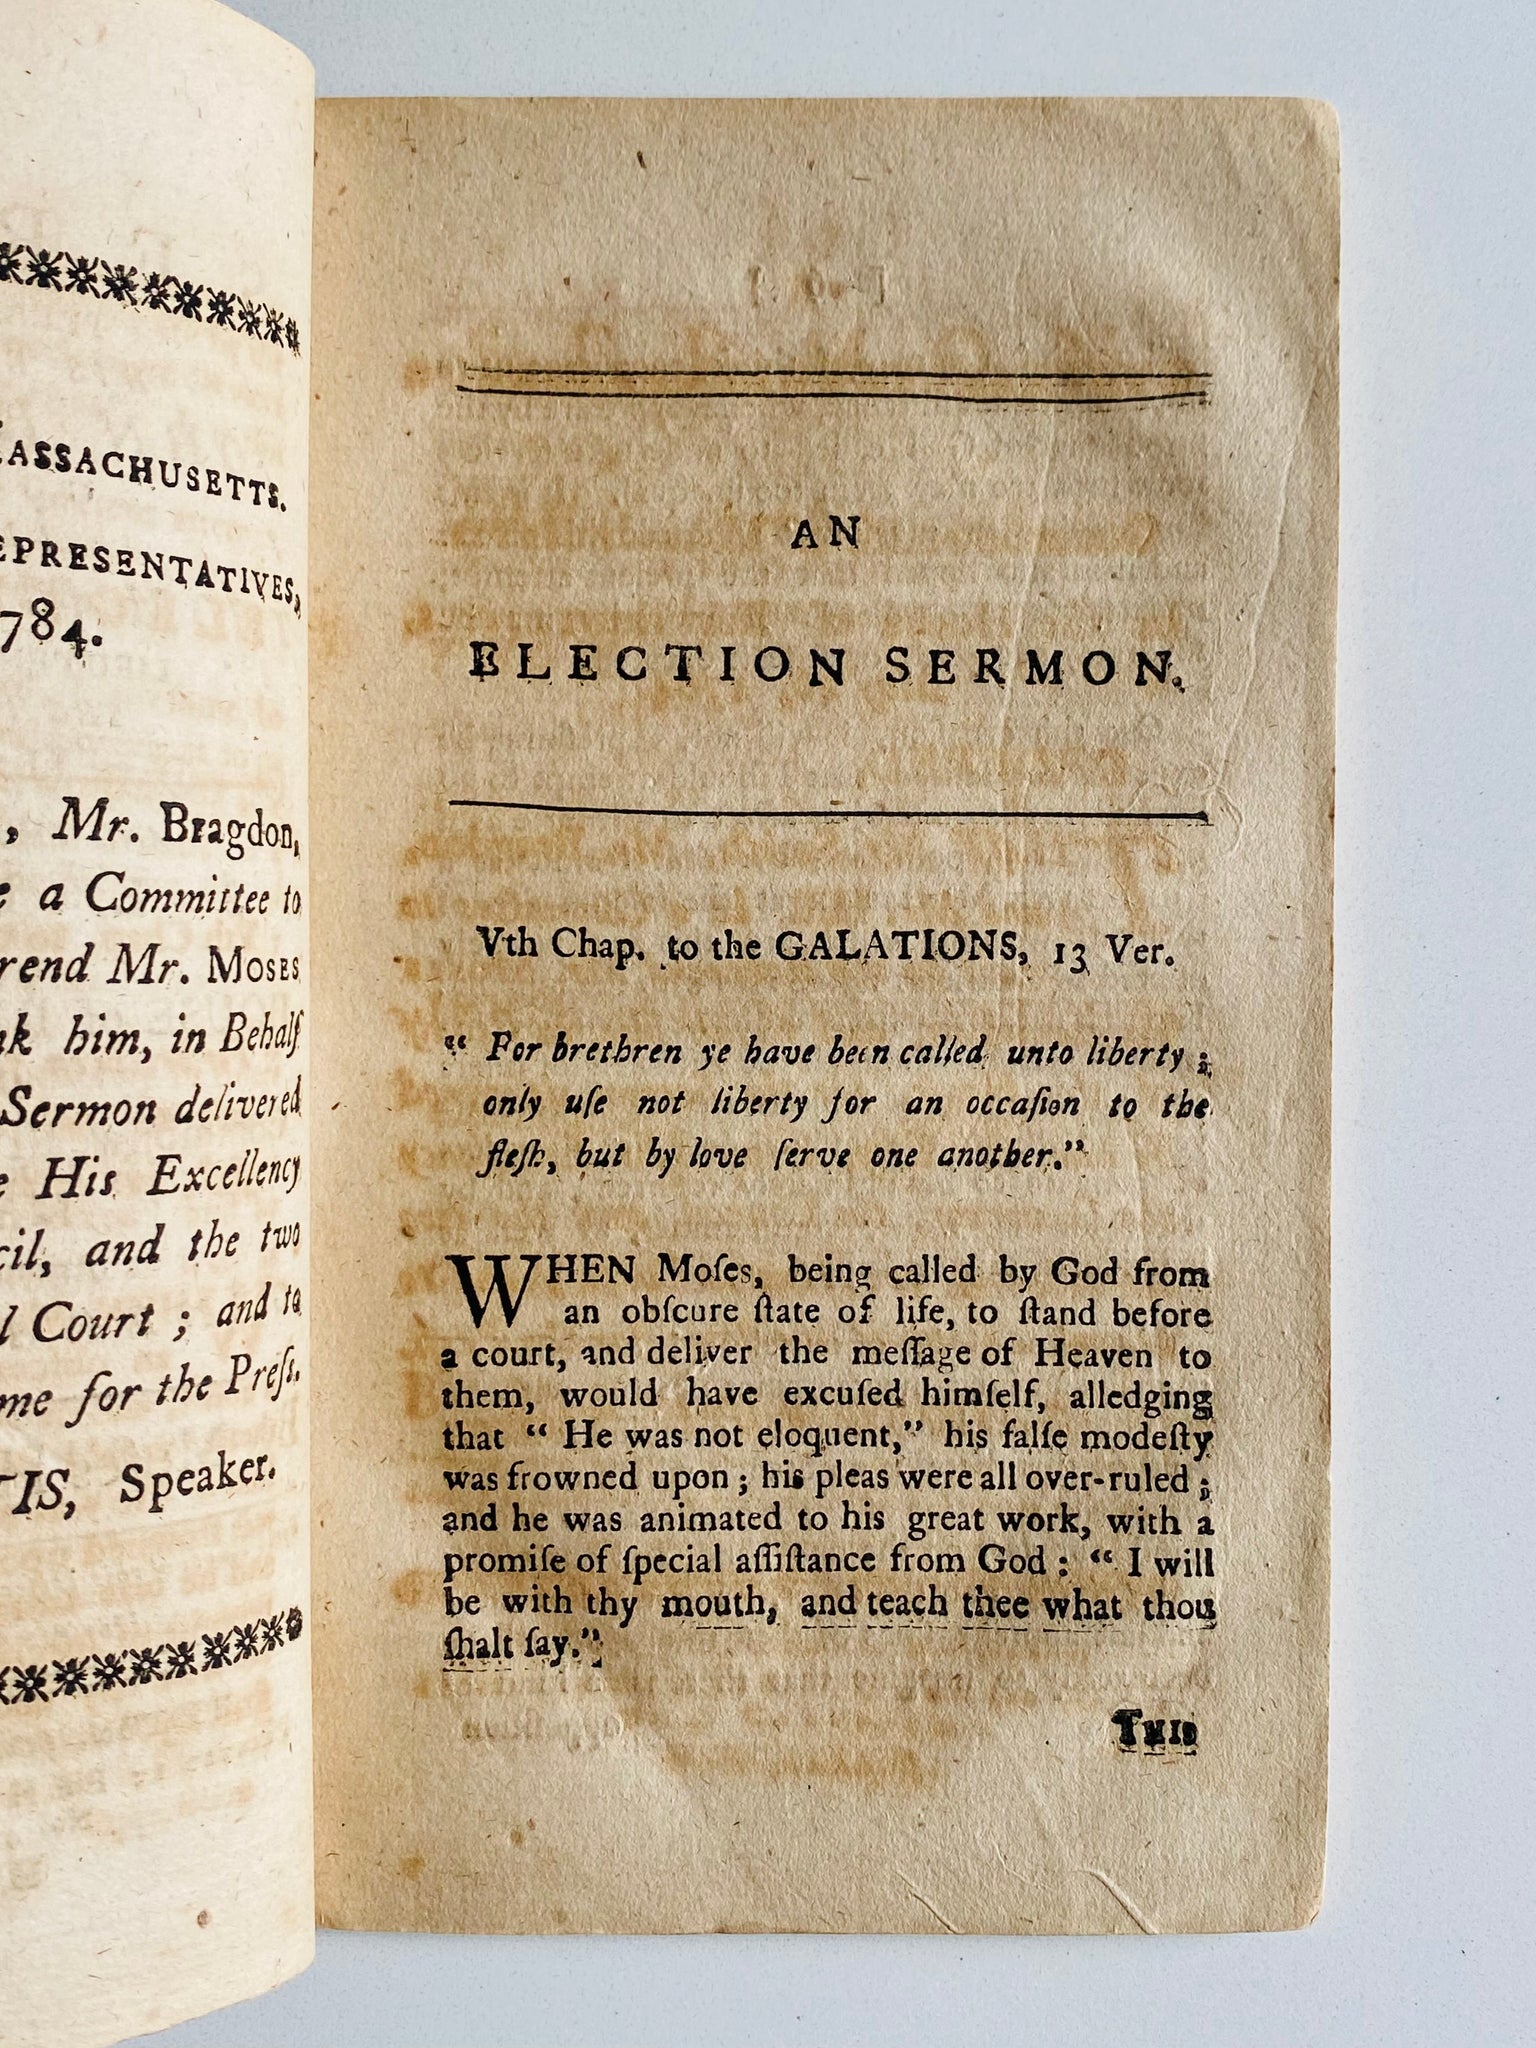 ASSACHUSETTS.
EPRESENTATIVES,
784.
, Mr. Bragdon,
e a Committee to
rend Mr. MOSES
nk him, in Behalf
Sermon delivered
e His Excellency
cil, and the two
l Court ; and to
me for the Preſs.
TIS, Speaker.
AN
ELECTION SERMON.
Vth Chap. to the GALATIONS, 13 Ver.
“ For brethren ye have been called unto liberty ;
only uſe not liberty for an occaſion to the
fleſh, but by love ſerve one another.”
WHEN Moſes, being called by God from
an obſcure ſtate of life, to ſtand before
a court, and deliver the meſſage of Heaven to
them, would have excuſed himſelf, alledging
that “ He was not eloquent,” his falſe modeſty
was frowned upon ; his pleas were all over-ruled ;
and he was animated to his great work, with a
promiſe of ſpecial aſſiſtance from God : “ I will
be with thy mouth, and teach thee what thou
ſhalt ſay.”
THIS